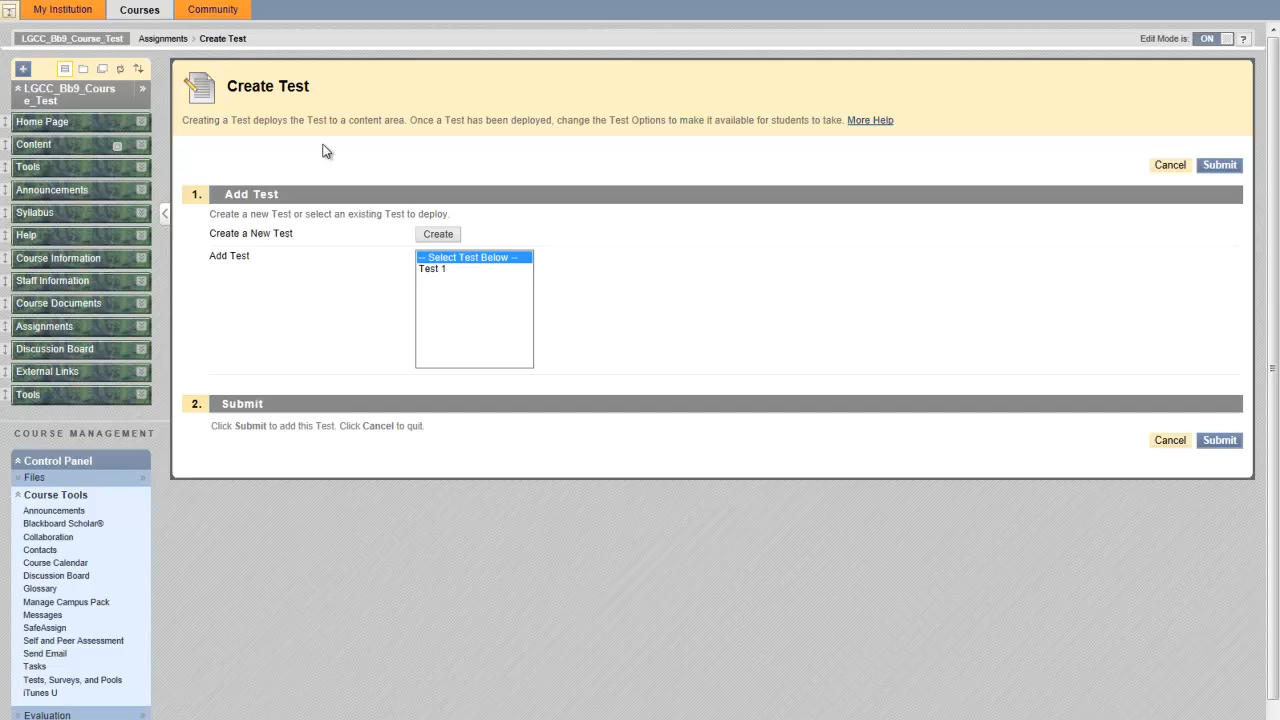 My Institution
Courses
Community
LGCC_Bb9_Course_Test
Assignments > Create Test
Edit Mode is: ON ?
LGCC_Bb9_Cours
e_Test
Home Page
Content
Tools
Announcements
Syllabus
Help
Course Information
Staff Information
Course Documents
Assignments
Discussion Board
External Links
Tools
COURSE MANAGEMENT
Control Panel
Files
Course Tools
Announcements
Blackboard Scholar®
Collaboration
Contacts
Course Calendar
Discussion Board
Glossary
Manage Campus Pack
Messages
SafeAssign
Self and Peer Assessment
Send Email
Tasks
Tests, Surveys, and Pools
iTunes U
Evaluation
Create Test
Creating a Test deploys the Test to a content area. Once a Test has been deployed, change the Test Options to make it available for students to take. More Help
Cancel Submit
1. Add Test
Create a new Test or select an existing Test to deploy.
Create a New Test Create
Add Test
-- Select Test Below --
Test 1
2. Submit
Click Submit to add this Test. Click Cancel to quit.
Cancel Submit